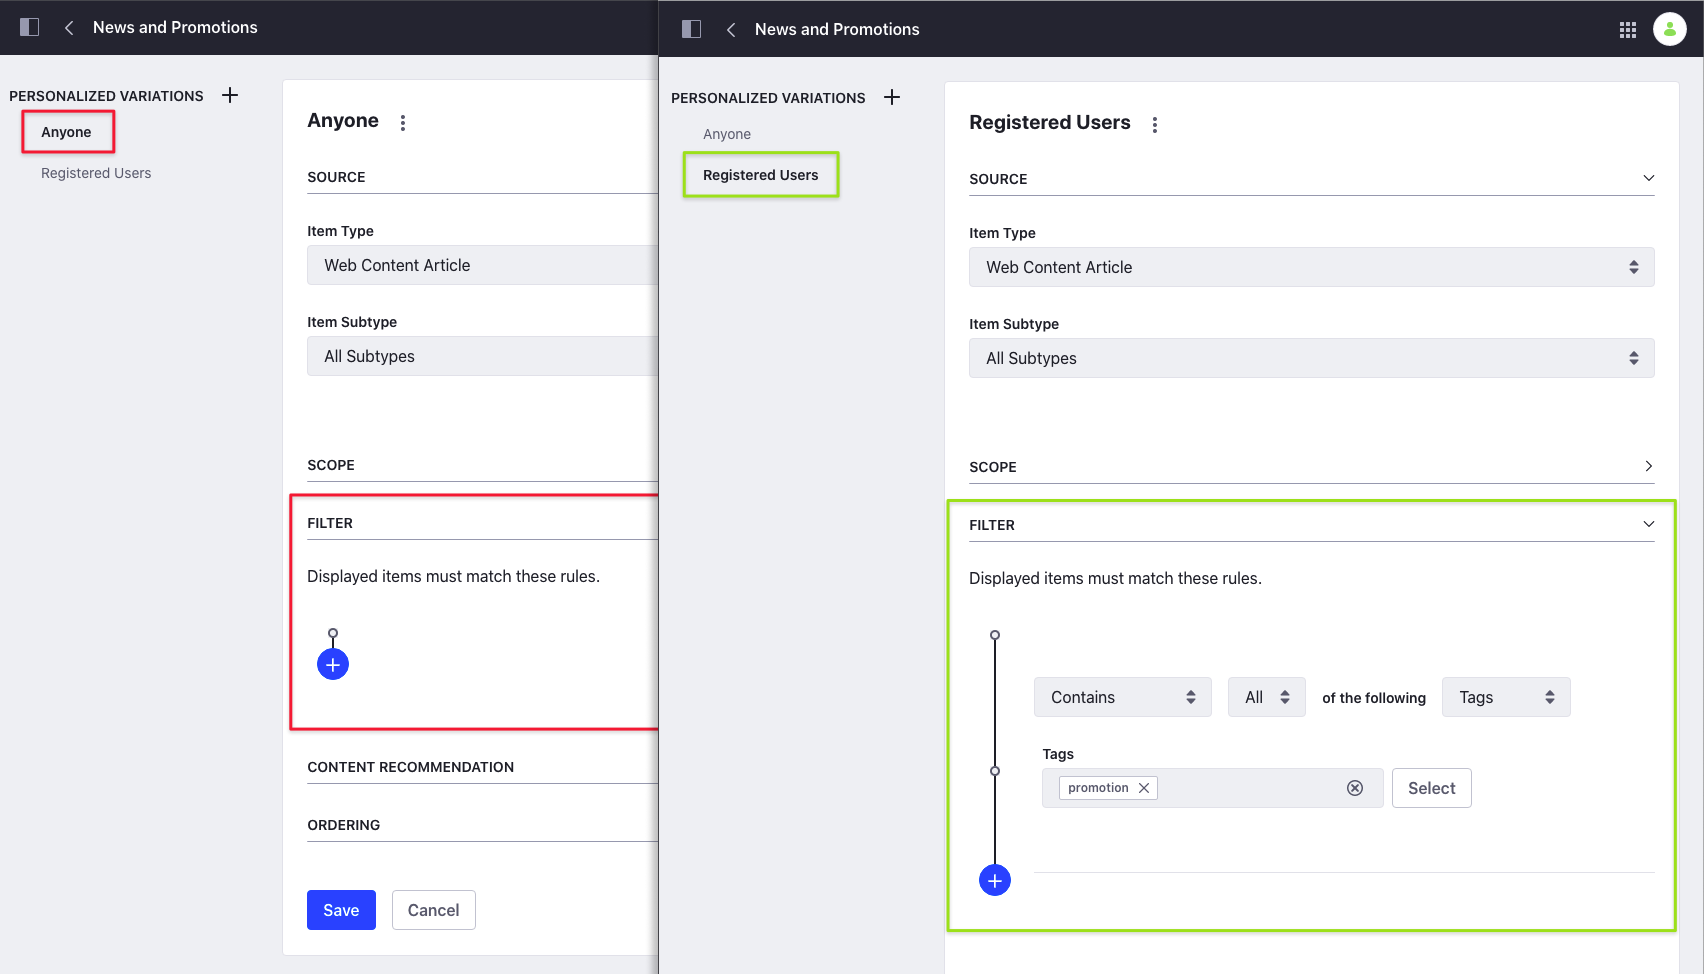 News and Promotions
PERSONALIZED VARIATIONS
Anyone
Registered Users
Anyone
SOURCE
Item Type
Web Content Article
Item Subtype
All Subtypes
SCOPE
FILTER
Displayed items must match these rules.
CONTENT RECOMMENDATION
ORDERING
Save Cancel
News and Promotions
PERSONALIZED VARIATIONS
Anyone
Registered Users
Registered Users
SOURCE
Item Type
Web Content Article
Item Subtype
All Subtypes
SCOPE
FILTER
Displayed items must match these rules.
Contains All of the following Tags
Tags
promotion Select